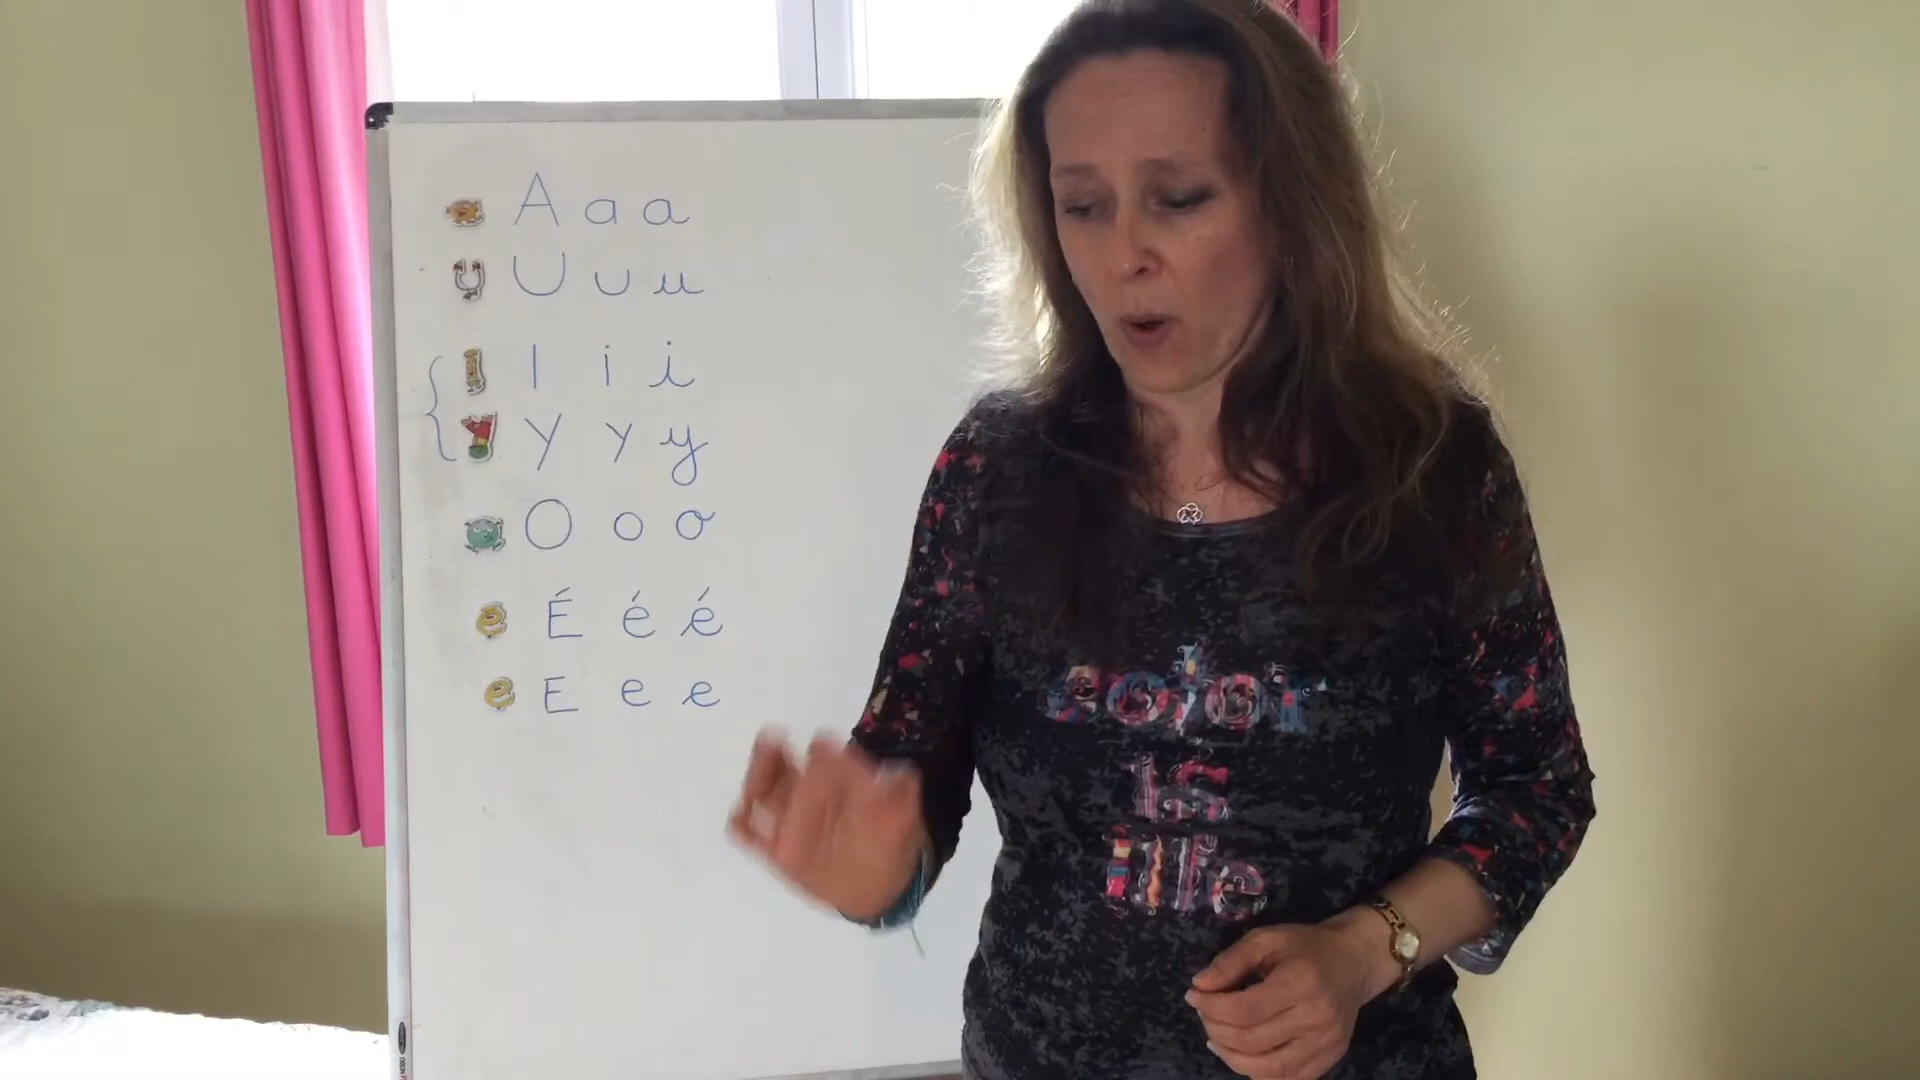 A a a
U u u
I i i
Y y y
O o o
É é é
E e e
color
is
life